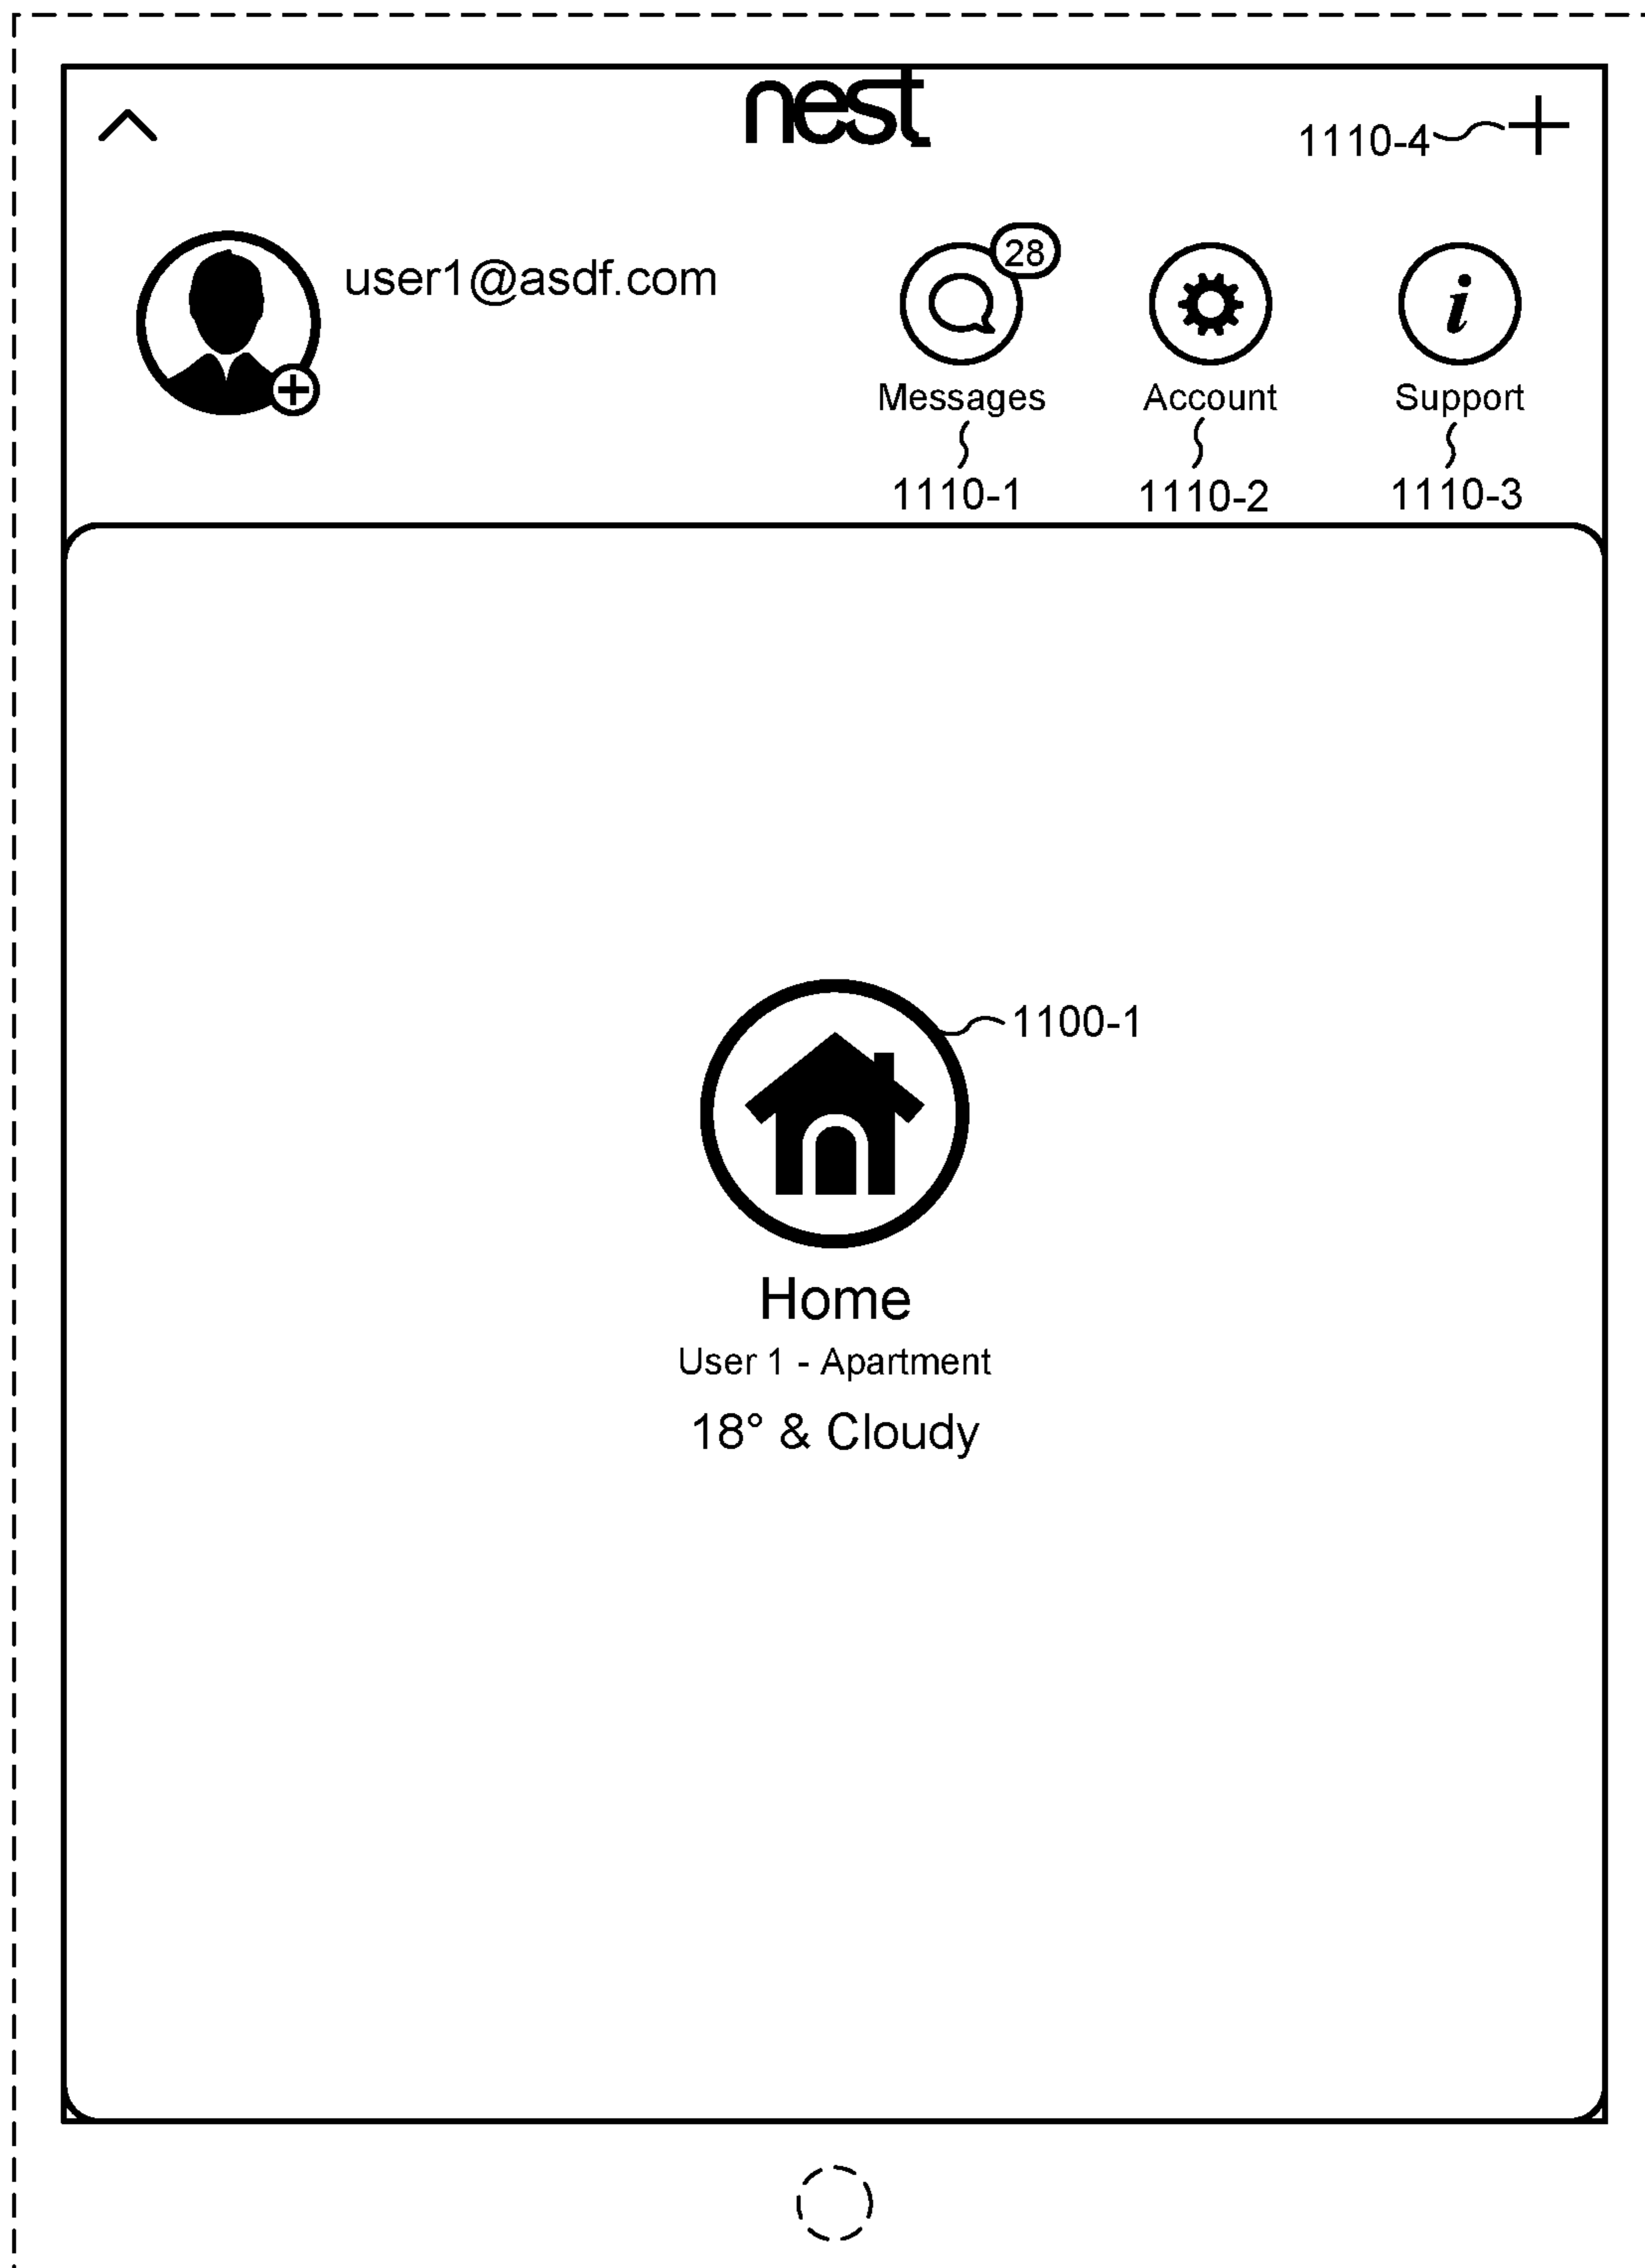 nest
1110-4
28
user1@asdf.com
Messages
Account
Support
1110-1
1110-2
1110-3
1100-1
Home
User 1 - Apartment
18° & Cloudy